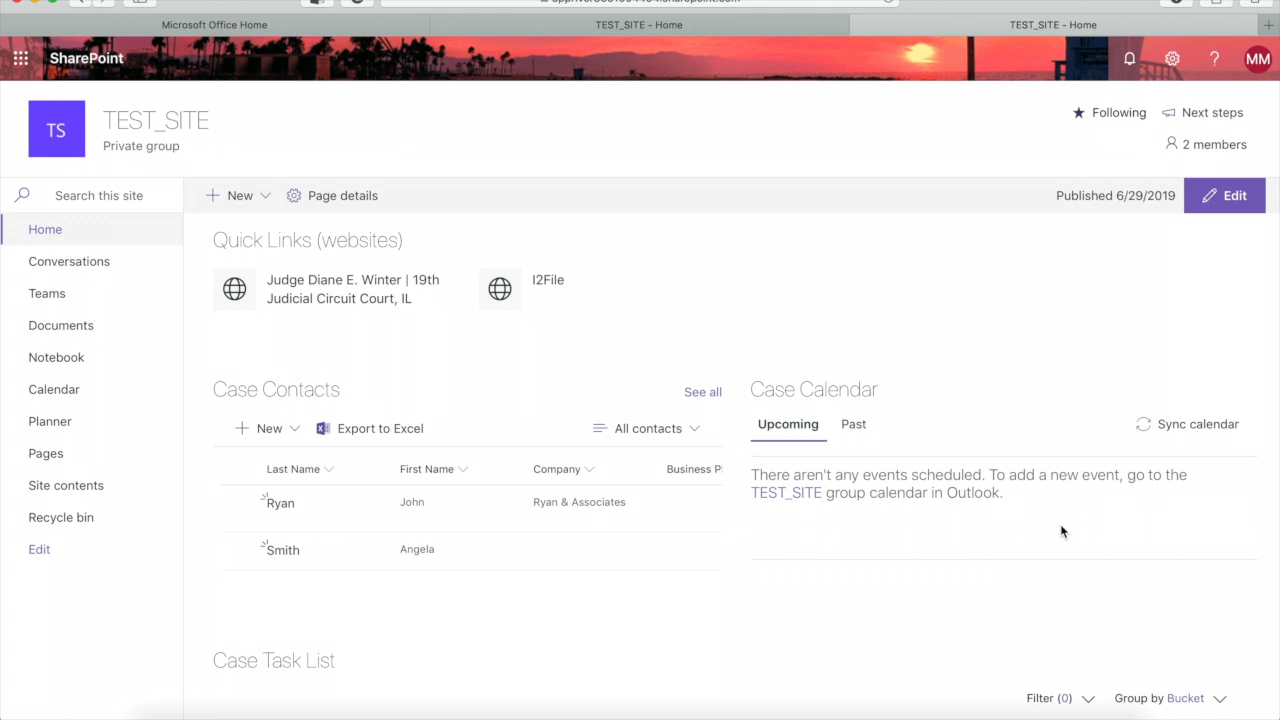 Microsoft Office Home
TEST_SITE - Home
TEST_SITE - Home
SharePoint
?
MM
TS
TEST_SITE
Private group
Following
Next steps
2 members
Search this site
New
Page details
Published 6/29/2019
Edit
Home
Conversations
Teams
Documents
Notebook
Calendar
Planner
Pages
Site contents
Recycle bin
Edit
Quick Links (websites)
Judge Diane E. Winter | 19th
Judicial Circuit Court, IL
I2File
Case Contacts
See all
New
Export to Excel
All contacts
Last Name
First Name
Company
Business P
Ryan
John
Ryan & Associates
Smith
Angela
Case Calendar
Upcoming
Past
Sync calendar
There aren't any events scheduled. To add a new event, go to the
TEST_SITE group calendar in Outlook.
Case Task List
Filter (0)
Group by Bucket